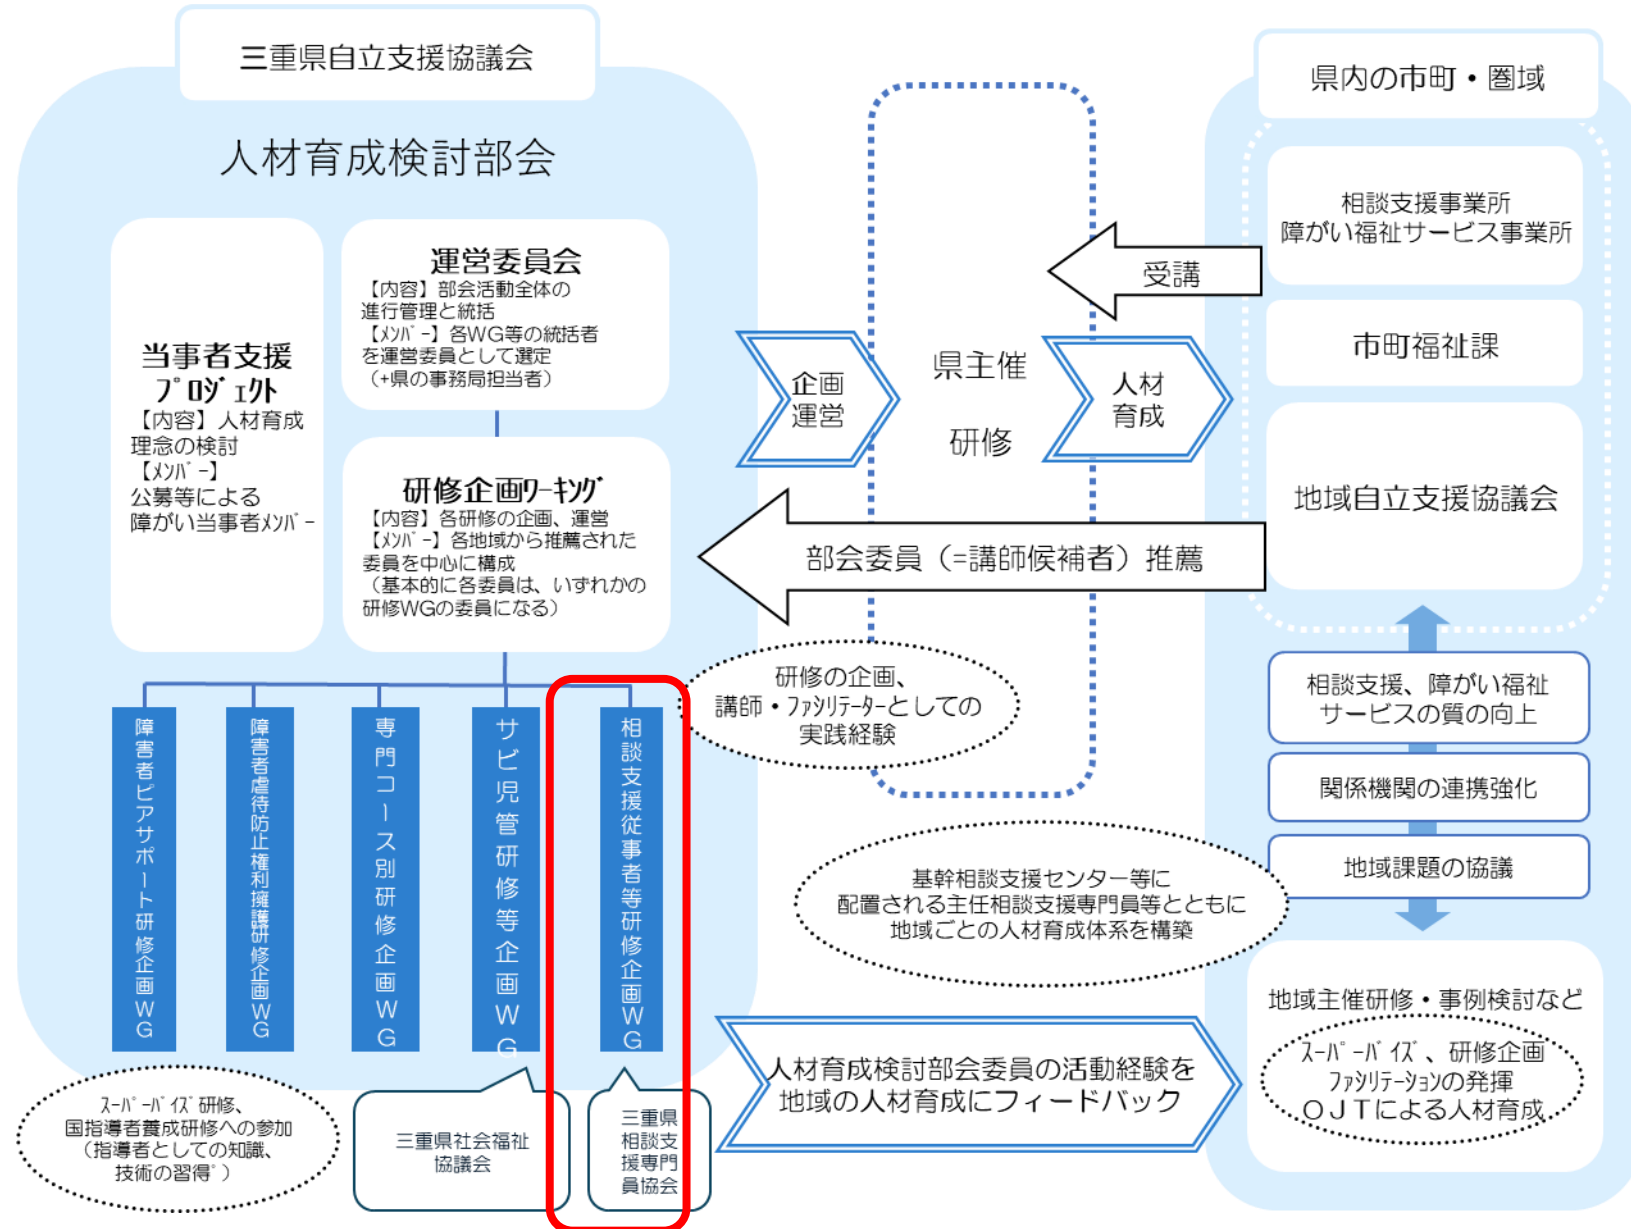 三重県自立支援協議会
人材育成検討部会
当事者支援
プロジェクト
【内容】人材育成
理念の検討
【メンバー】
公募等による
障がい当事者メンバー
運営委員会
【内容】部会活動全体の
進行管理と統括
【メンバー】各WG等の統括者
を運営委員として選定
(+県の事務局担当者)
研修企画ワーキング
【内容】各研修の企画、運営
【メンバー】各地域から推薦された
委員を中心に構成
(基本的に各委員は、いずれかの
研修WGの委員になる)
障害者ピアサポート研修企画WG
障害者虐待防止権利擁護研修企画WG
専門コース別研修企画WG
サビ児管研修等企画WG
相談支援従事者等研修企画WG
スーパーバイズ研修、
国指導者養成研修への参加
(指導者としての知識、
技術の習得゜)
三重県社会福祉
協議会
三重県
相談支
援専門
員協会
企画
運営
県主催
研修
人材
育成
受講
部会委員(=講師候補者)推薦
研修の企画、
講師・ファシリテーターとしての
実践経験
基幹相談支援センター等に
配置される主任相談支援専門員等とともに
地域ごとの人材育成体系を構築
人材育成検討部会委員の活動経験を
地域の人材育成にフィードバック
県内の市町・圏域
相談支援事業所
障がい福祉サービス事業所
市町福祉課
地域自立支援協議会
相談支援、障がい福祉
サービスの質の向上
関係機関の連携強化
地域課題の協議
地域主催研修・事例検討など
スーパーバイズ、研修企画
ファシリテーションの発揮
OJTによる人材育成